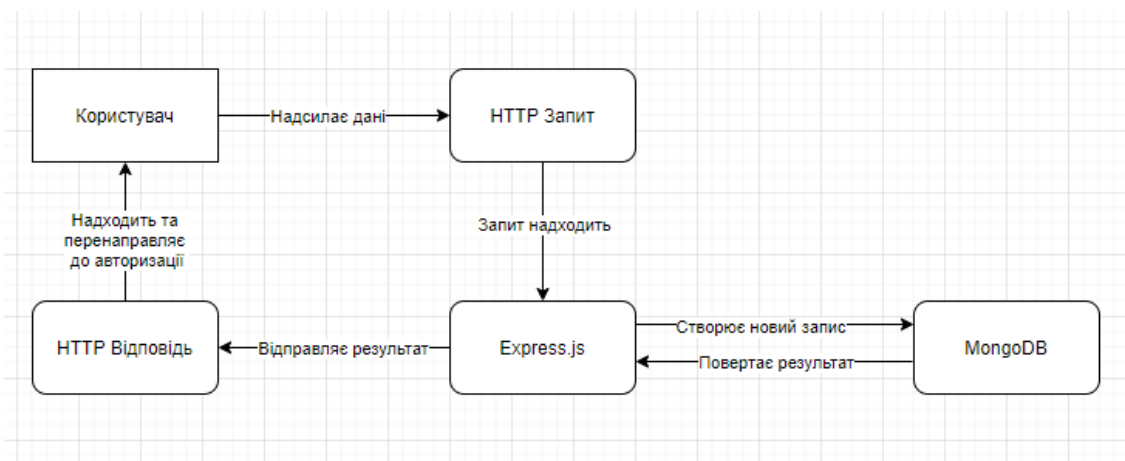 Користувач
Надсилає дані
HTTP Запит
Надходить та
перенаправляє
до авторизації
Запит надходить
HTTP Відповідь
Відправляє результат
Express.js
Створює новий запис
Повертає результат
MongoDB